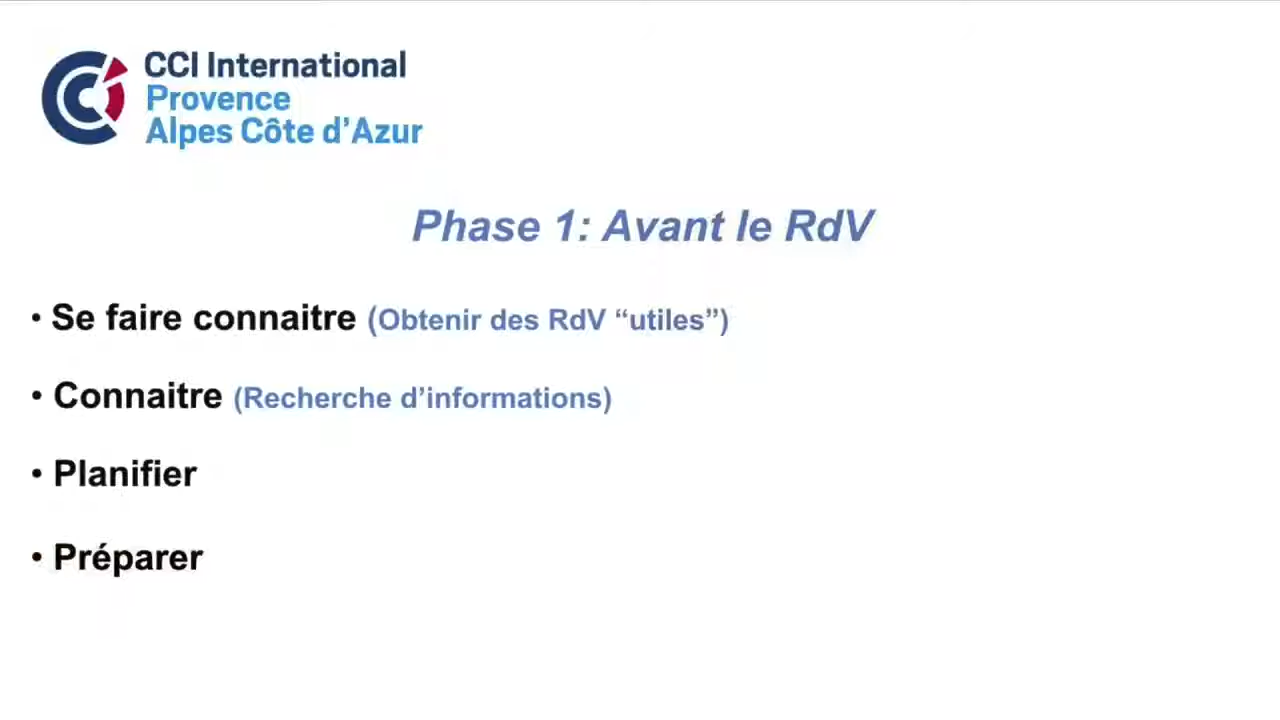 CCI International
Provence
Alpes Côte d’Azur
Phase 1: Avant le RdV
• Se faire connaitre (Obtenir des RdV “utiles”)
• Connaitre (Recherche d’informations)
• Planifier
• Préparer